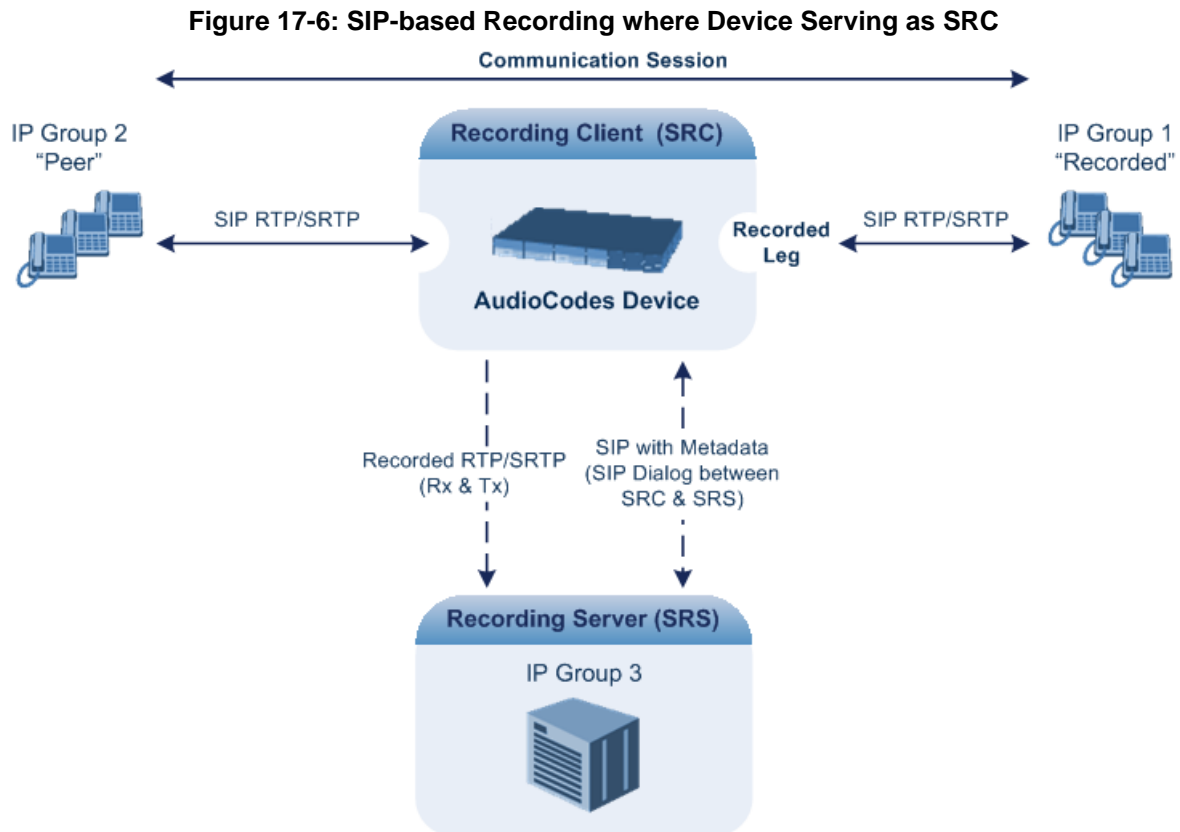 Figure 17-6: SIP-based Recording where Device Serving as SRC
Communication Session
IP Group 2
"Peer"
Recording Client (SRC)
IP Group 1
"Recorded"
SIP RTP/SRTP
Recorded
Leg
SIP RTP/SRTP
AudioCodes Device
Recorded RTP/SRTP
(Rx & Tx)
SIP with Metadata
(SIP Dialog between
SRC & SRS)
Recording Server (SRS)
IP Group 3